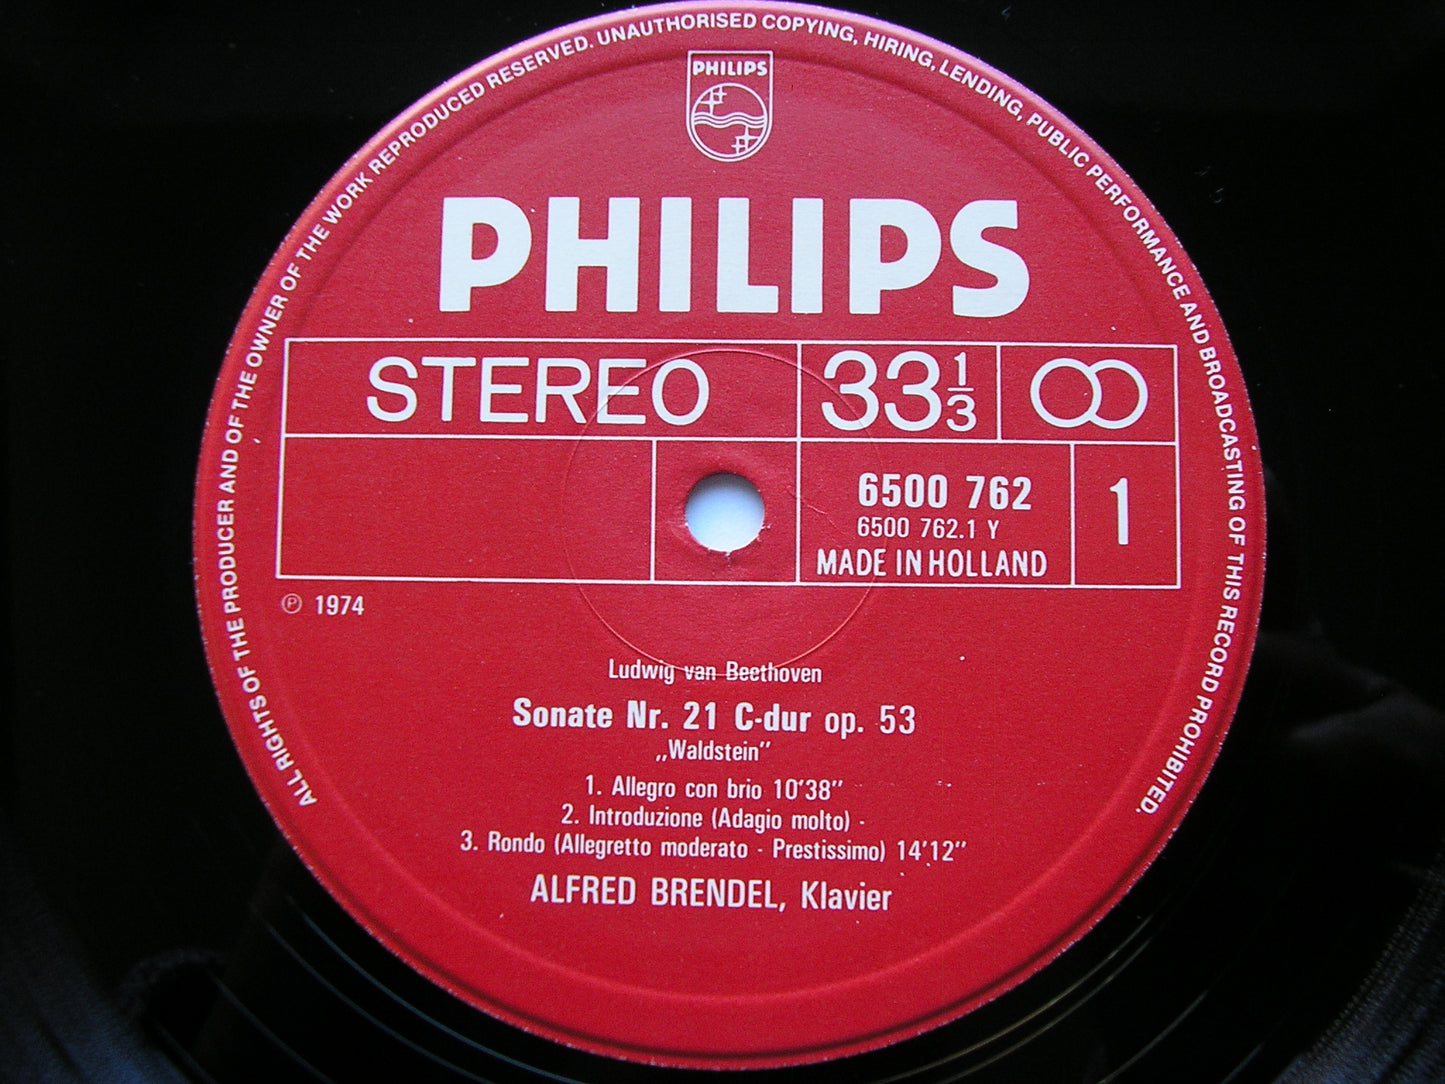 ALL RIGHTS OF THE PRODUCER AND OF THE OWNER OF THE WORK REPRODUCED RESERVED. UNAUTHORISED COPYING, HIRING, LENDING, PUBLIC PERFORMANCE AND BROADCASTING OF THIS RECORD PROHIBITED.
PHILIPS
PHILIPS
STEREO 33 1/3
6500 762
6500 762.1 Y
MADE IN HOLLAND
1
℗ 1974
Ludwig van Beethoven
Sonate Nr. 21 C-dur op. 53
„Waldstein”
1. Allegro con brio 10'38”
2. Introduzione (Adagio molto) -
3. Rondo (Allegretto moderato - Prestissimo) 14'12”
ALFRED BRENDEL, Klavier